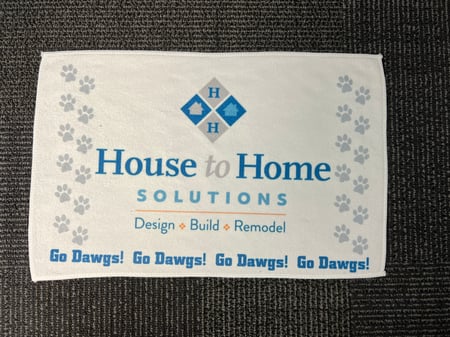 H
H
House to Home
SOLUTIONS
Design Build Remodel
Go Dawgs! Go Dawgs! Go Dawgs! Go Dawgs!